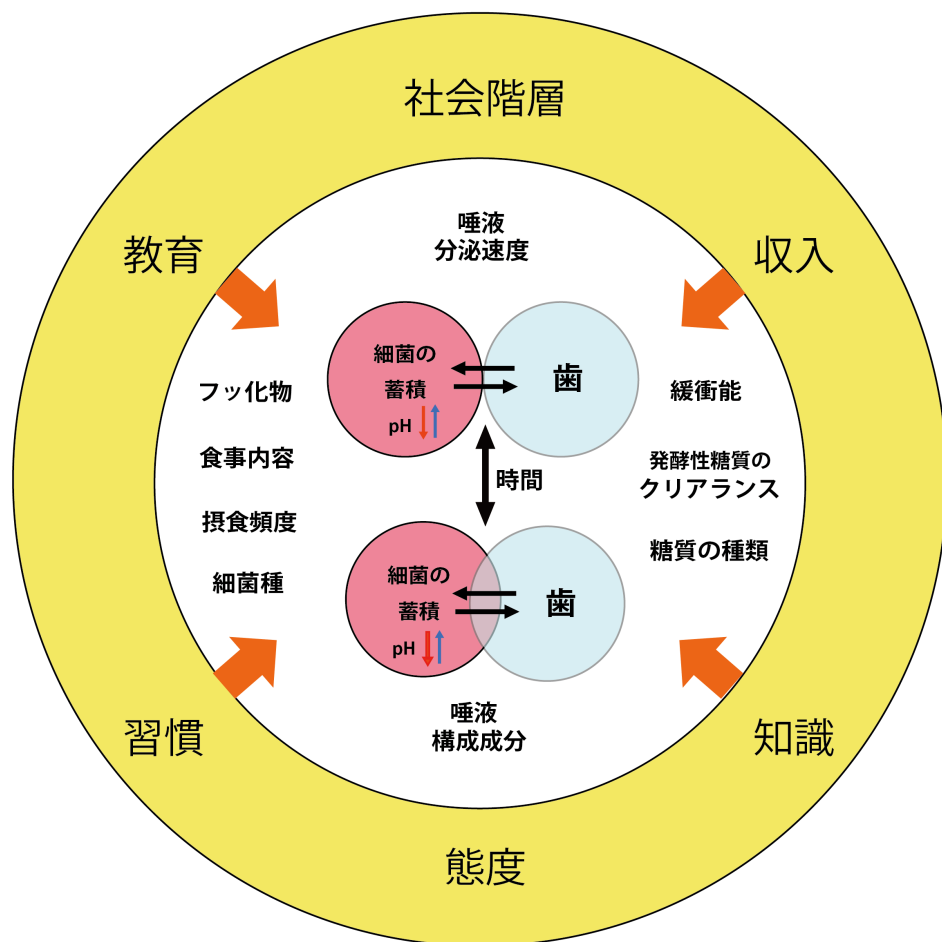 社会階層
教育
収入
唾液
分泌速度
細菌の
蓄積
pH
歯
フッ化物
食事内容
摂食頻度
細菌種
時間
緩衝能
発酵性糖質の
クリアランス
糖質の種類
細菌の
蓄積
pH
歯
唾液
構成成分
習慣
知識
態度